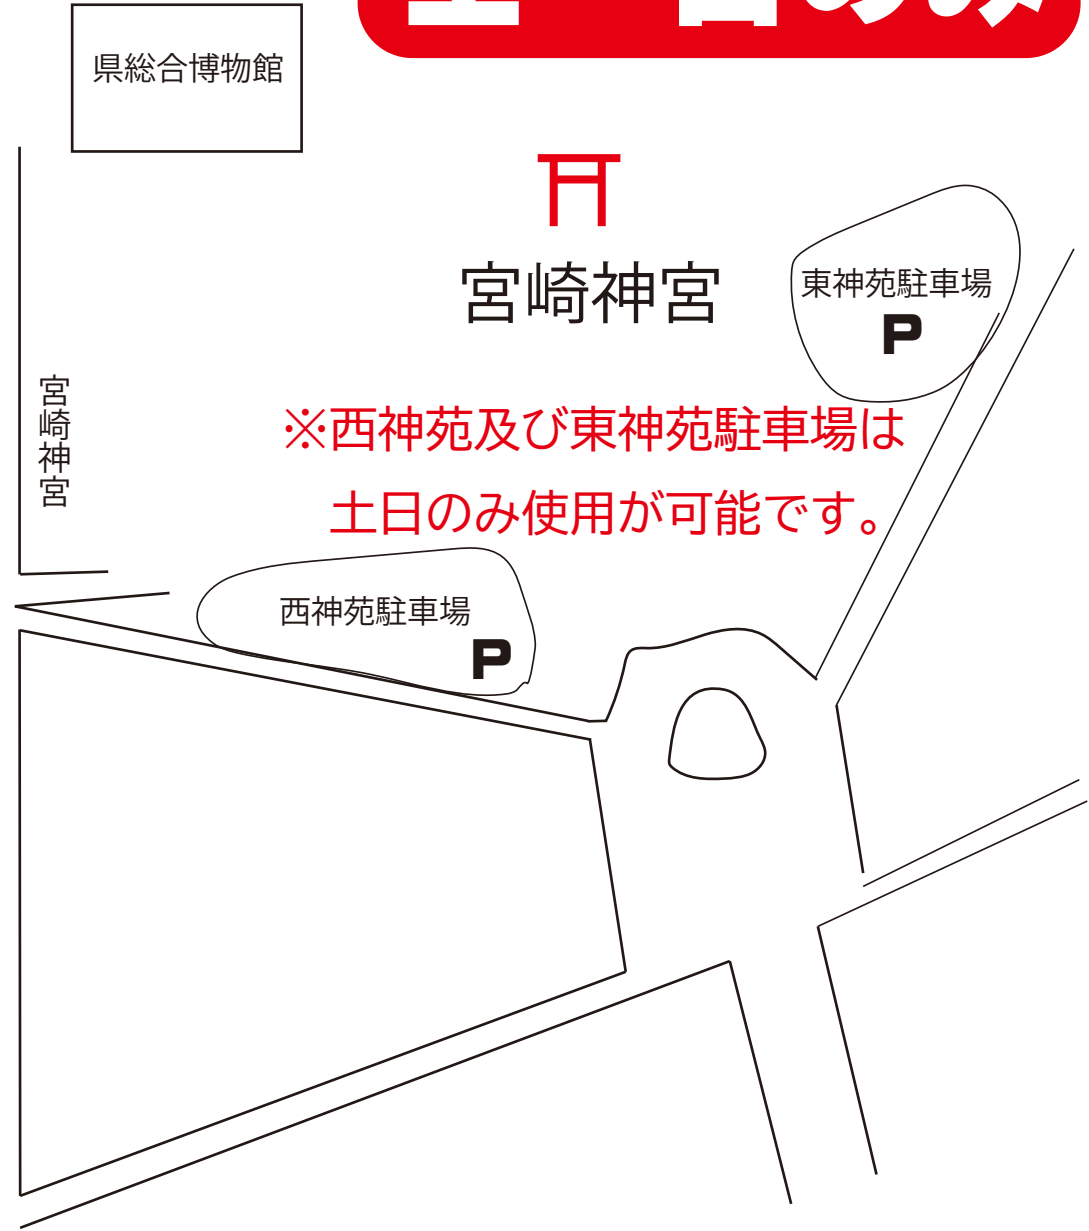 県総合博物館
宮崎神宮
東神苑駐車場
P
宮崎神宮
※西神苑及び東神苑駐車場は
土日のみ使用が可能です。
西神苑駐車場
P